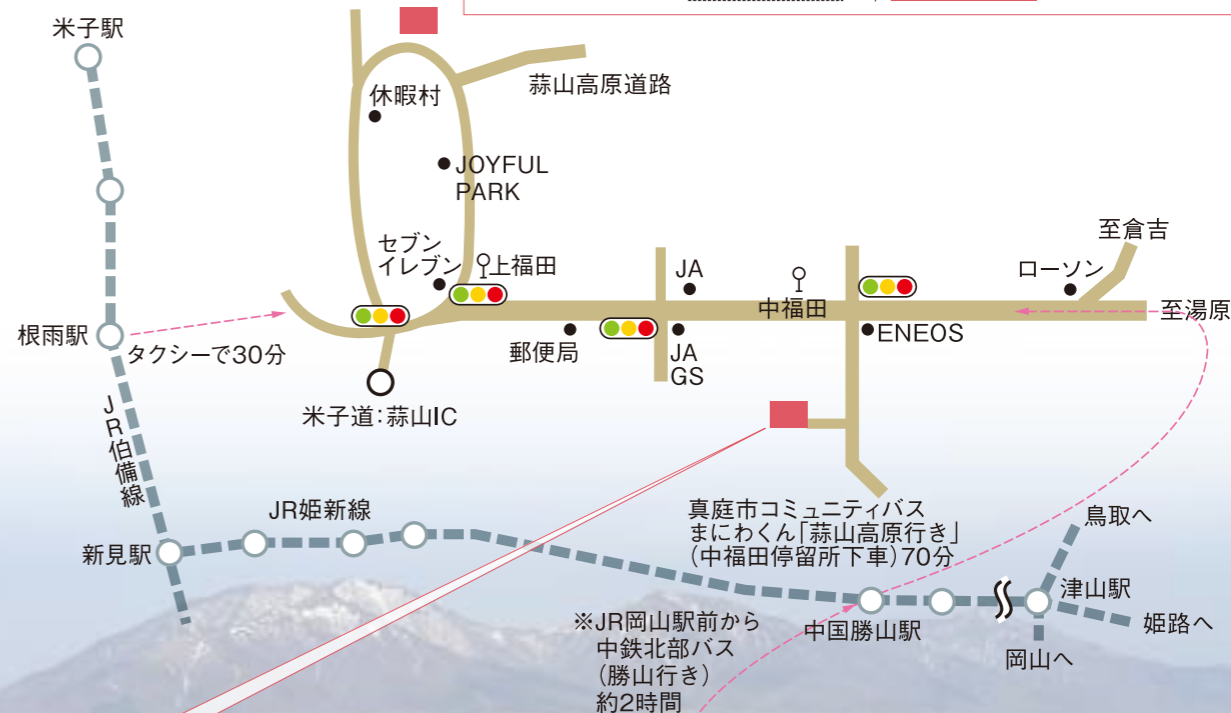 米子駅
蒜山高原道路
休暇村
JOYFUL
PARK
セブン
イレブン
上福田
JA
中福田
ローソン
至倉吉
至湯原
根雨駅
タクシーで30分
郵便局
JA
GS
ENEOS
米子道:蒜山IC
JR伯備線
JR姫新線
新見駅
真庭市コミュニティバス
まにわくん「蒜山高原行き」
(中福田停留所下車)70分
鳥取へ
津山駅
姫路へ
岡山へ
中国勝山駅
※JR岡山駅前から
中鉄北部バス
(勝山行き)
約2時間